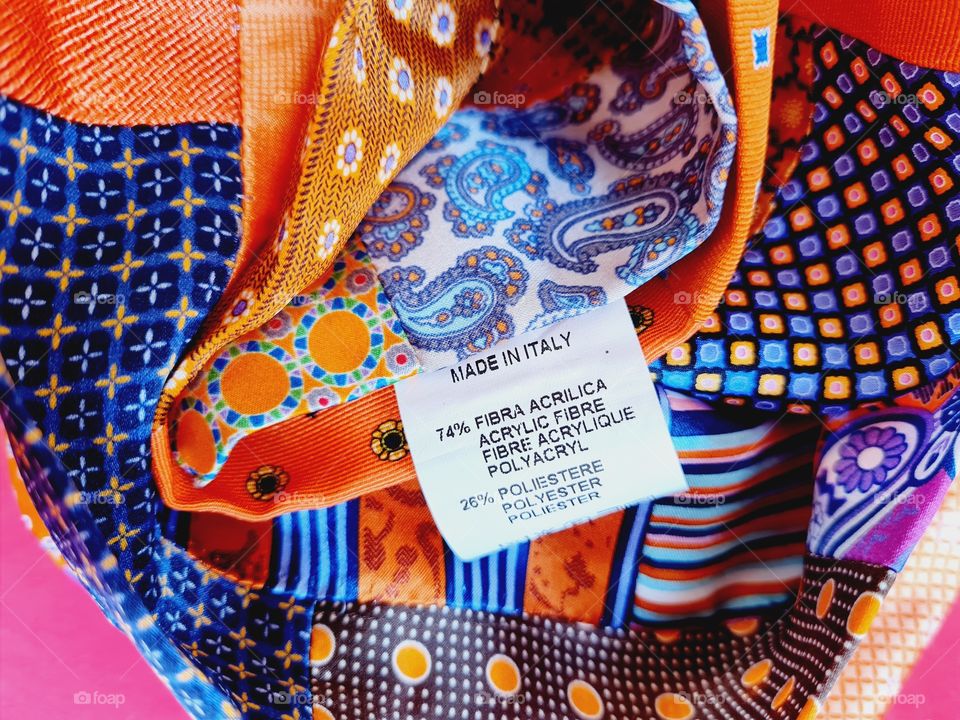 MADE IN ITALY
74% FIBRA ACRILICA
ACRYLIC FIBRE
FIBRE ACRYLIQUE
POLYACRYL
26% POLIESTERE
POLYESTER
POLIESTER